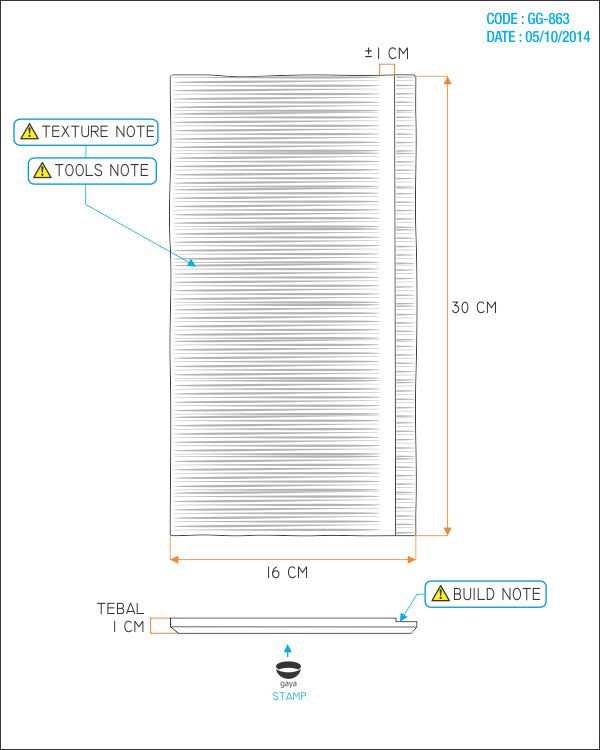 CODE : GG-863
DATE : 05/10/2014
±1 CM
TEXTURE NOTE
TOOLS NOTE
30 CM
16 CM
BUILD NOTE
TEBAL
1 CM
gaya
STAMP